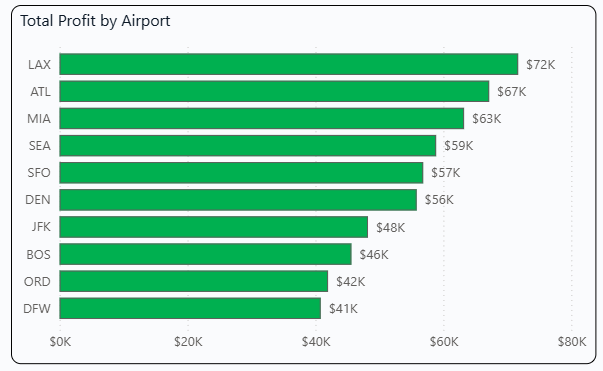 Total Profit by Airport
LAX $72K
ATL $67K
MIA $63K
SEA $59K
SFO $57K
DEN $56K
JFK $48K
BOS $46K
ORD $42K
DFW $41K
$0K $20K $40K $60K $80K